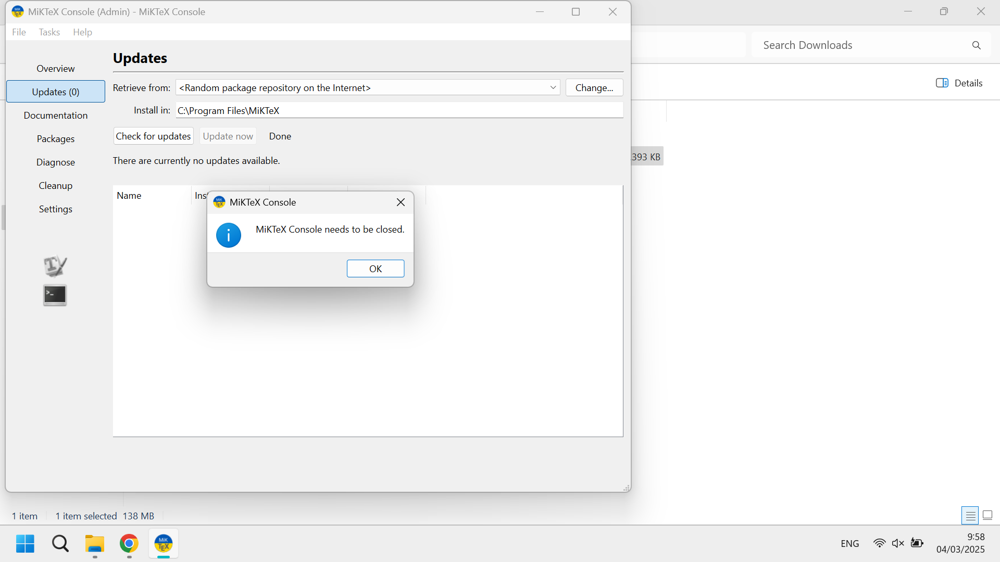 MiKTeX Console (Admin) - MiKTeX Console
File Tasks Help
Search Downloads
Details
Overview
Updates (0)
Documentation
Packages
Diagnose
Cleanup
Settings
Updates
Retrieve from: <Random package repository on the Internet> Change...
Install in: C:\Program Files\MiKTeX
Check for updates Update now Done
There are currently no updates available.
393 KB
Name
MiKTeX Console
MiKTeX Console needs to be closed.
OK
1 item 1 item selected 138 MB
ENG
9:58
04/03/2025